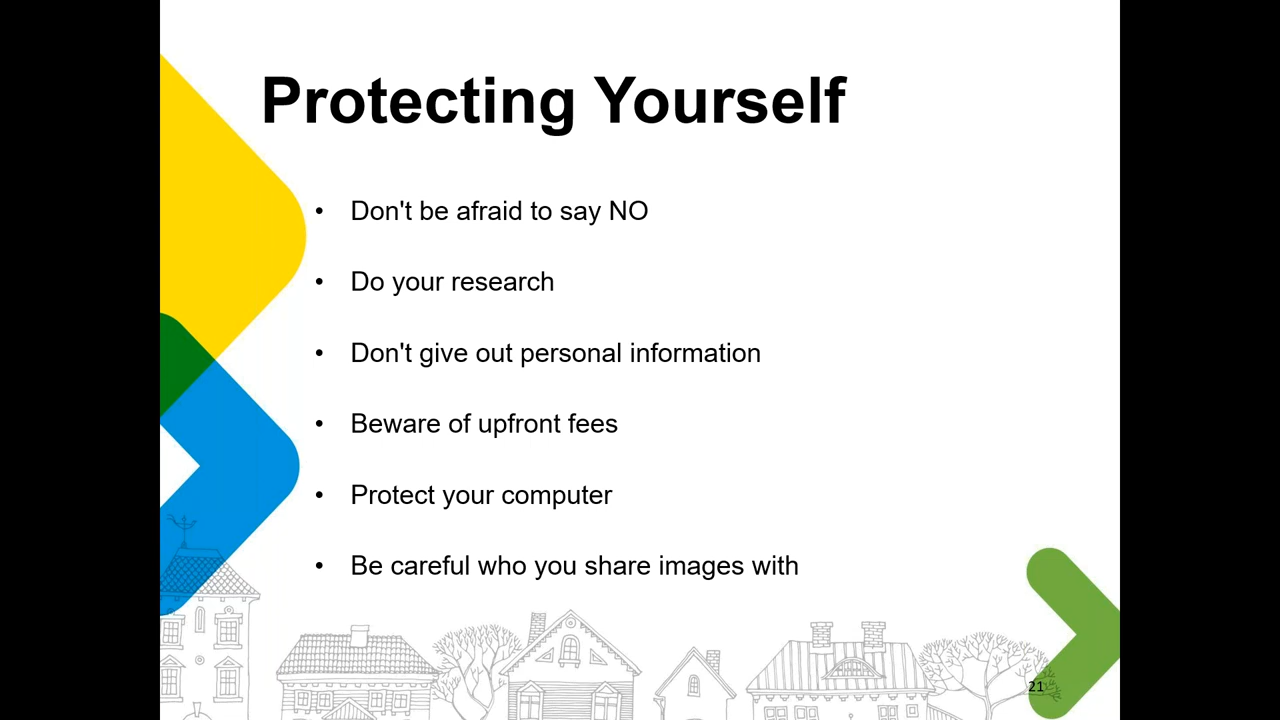 Protecting Yourself
• Don't be afraid to say NO
• Do your research
• Don't give out personal information
• Beware of upfront fees
• Protect your computer
• Be careful who you share images with
21